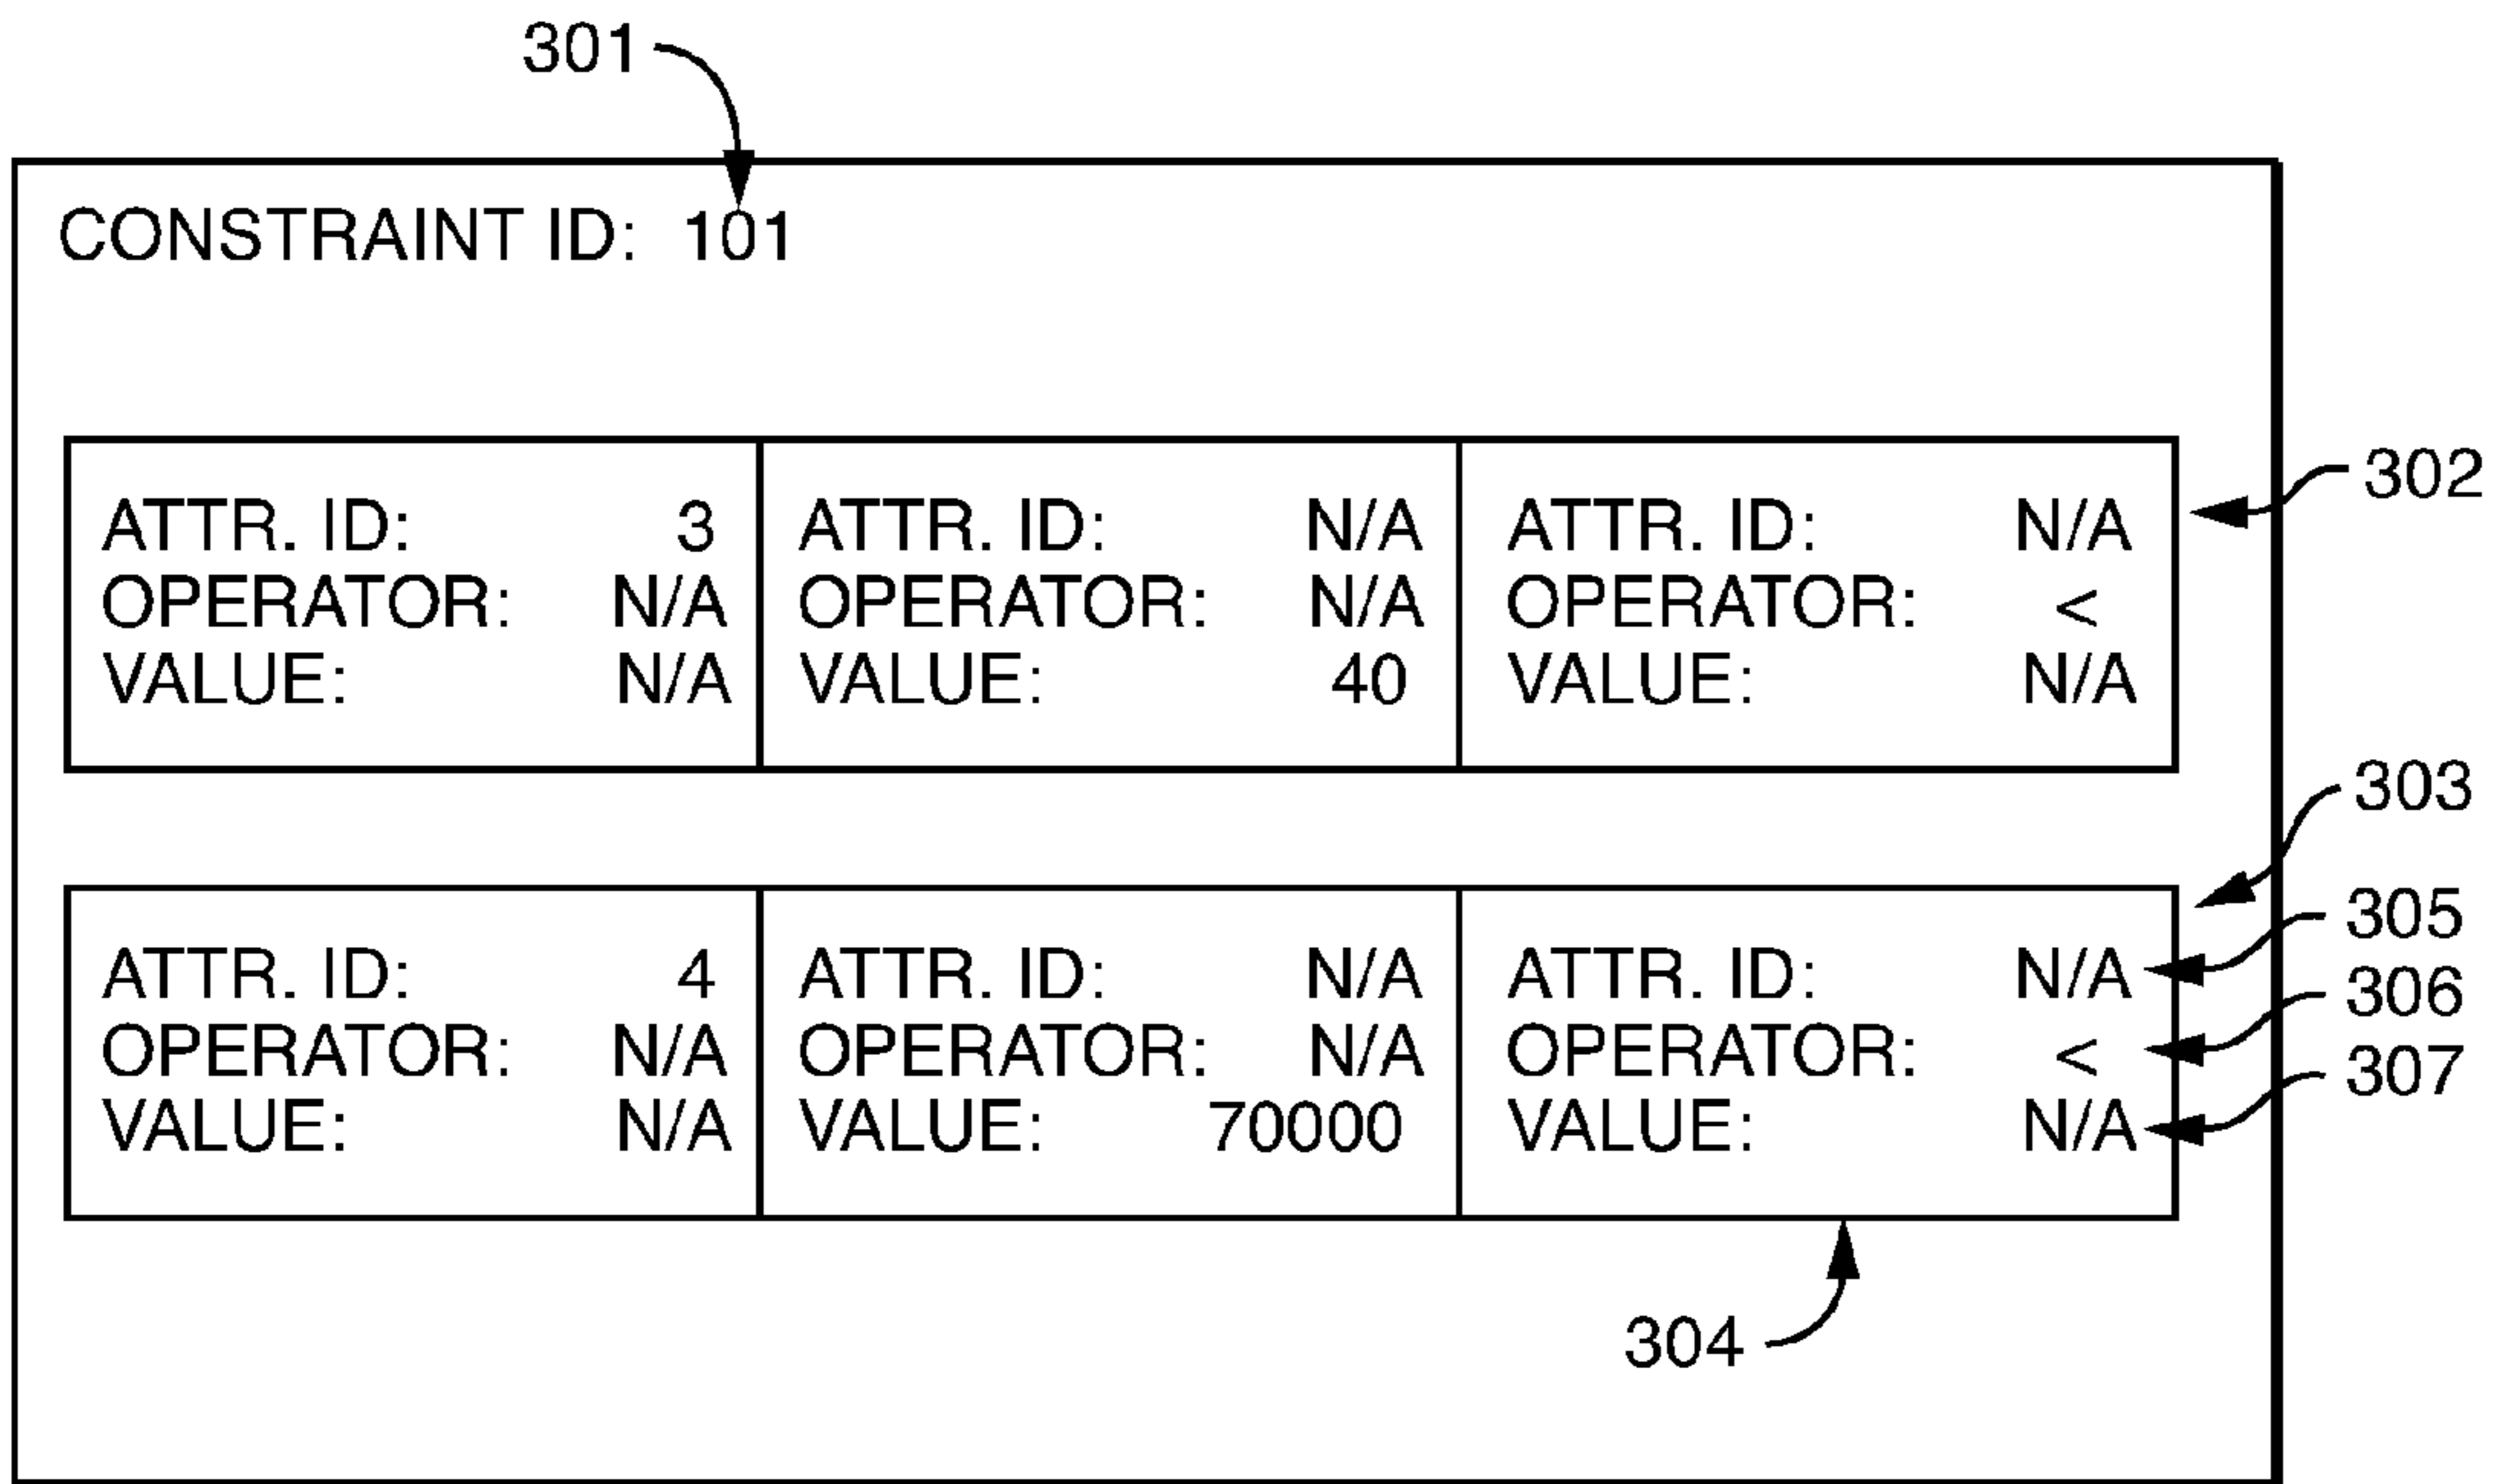 301
CONSTRAINT ID: 101
302
ATTR. ID: 3 ATTR. ID: N/A ATTR. ID: N/A
OPERATOR: N/A OPERATOR: N/A OPERATOR: <
VALUE: N/A VALUE: 40 VALUE: N/A
303
305
ATTR. ID: 4 ATTR. ID: N/A ATTR. ID: N/A
306
OPERATOR: N/A OPERATOR: N/A OPERATOR: <
307
VALUE: N/A VALUE: 70000 VALUE: N/A
304